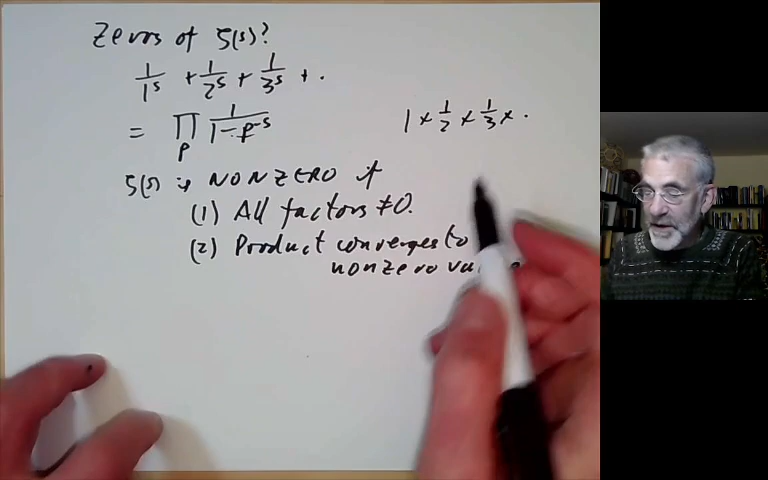 Zeros of ζ(s)?
1/1^s + 1/2^s + 1/3^s + .
= ∏_p 1/(1-p^-s)
1 × 1/2 × 1/3 × .
ζ(s) is NONZERO if
(1) All factors ≠0.
(2) Product converges to
nonzero